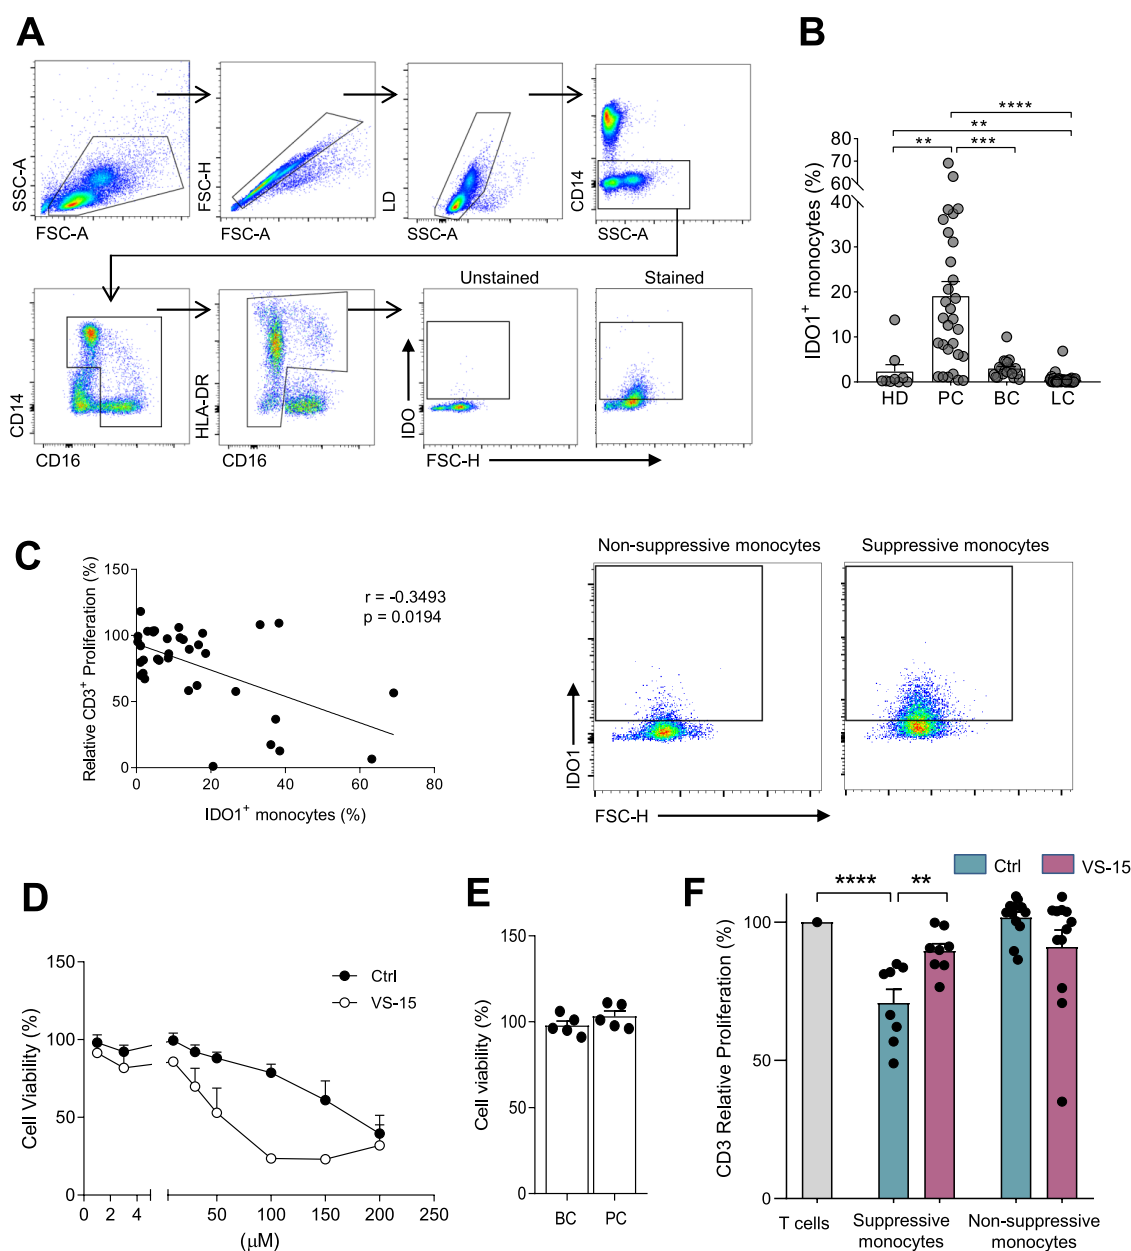 A
SSC-A
FSC-A
FSC-H
FSC-A
LD
SSC-A
CD14
SSC-A
CD14
CD16
HLA-DR
CD16
Unstained
Stained
IDO
FSC-H
B
IDO1+ monocytes (%)
80
70
60
40
30
20
10
0
****
**
** ***
HD PC BC LC
C
Relative CD3+ Proliferation (%)
150
100
50
0
r = -0.3493
p = 0.0194
0 20 40 60 80
IDO1+ monocytes (%)
Non-suppressive monocytes
Suppressive monocytes
IDO1
FSC-H
D
Cell Viability (%)
150
100
50
0
Ctrl
VS-15
0 2 4 50 100 150 200 250
(μM)
E
Cell viability (%)
150
100
50
0
BC PC
F
Ctrl VS-15
CD3 Relative Proliferation (%)
100
50
0
**** **
T cells
Suppressive
monocytes
Non-suppressive
monocytes